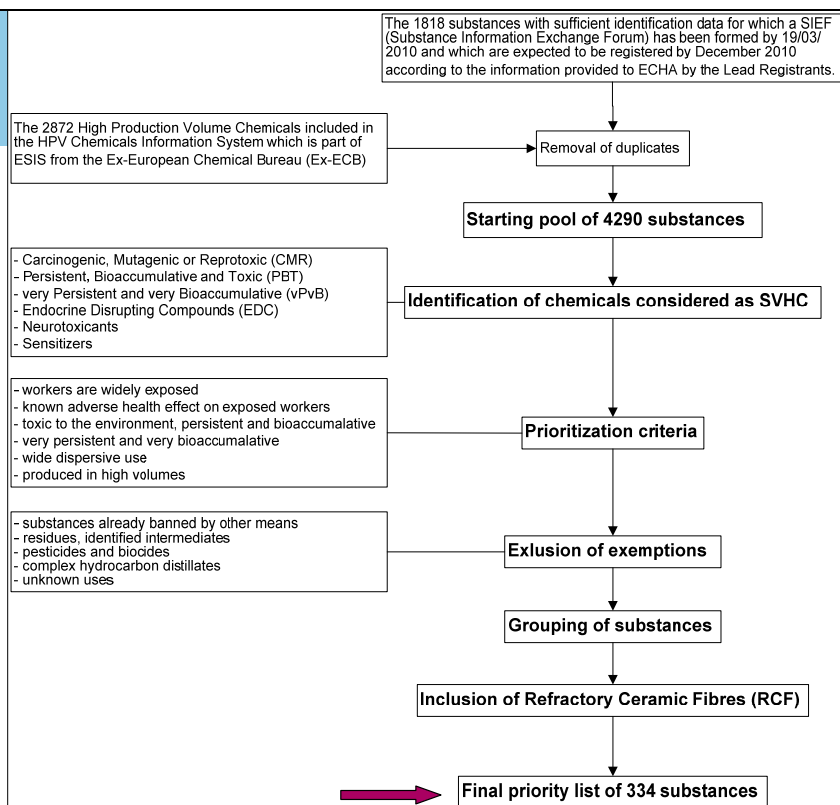 The 1818 substances with sufficient identification data for which a SIEF
(Substance Information Exchange Forum) has been formed by 19/03/
2010 and which are expected to be registered by December 2010
according to the information provided to ECHA by the Lead Registrants.
The 2872 High Production Volume Chemicals included in
the HPV Chemicals Information System which is part of
ESIS from the Ex-European Chemical Bureau (Ex-ECB)
Removal of duplicates
Starting pool of 4290 substances
- Carcinogenic, Mutagenic or Reprotoxic (CMR)
- Persistent, Bioaccumulative and Toxic (PBT)
- very Persistent and very Bioaccumulative (vPvB)
- Endocrine Disrupting Compounds (EDC)
- Neurotoxicants
- Sensitizers
Identification of chemicals considered as SVHC
- workers are widely exposed
- known adverse health effect on exposed workers
- toxic to the environment, persistent and bioaccumalative
- very persistent and very bioaccumalative
- wide dispersive use
- produced in high volumes
Prioritization criteria
- substances already banned by other means
- residues, identified intermediates
- pesticides and biocides
- complex hydrocarbon distillates
- unknown uses
Exlusion of exemptions
Grouping of substances
Inclusion of Refractory Ceramic Fibres (RCF)
Final priority list of 334 substances